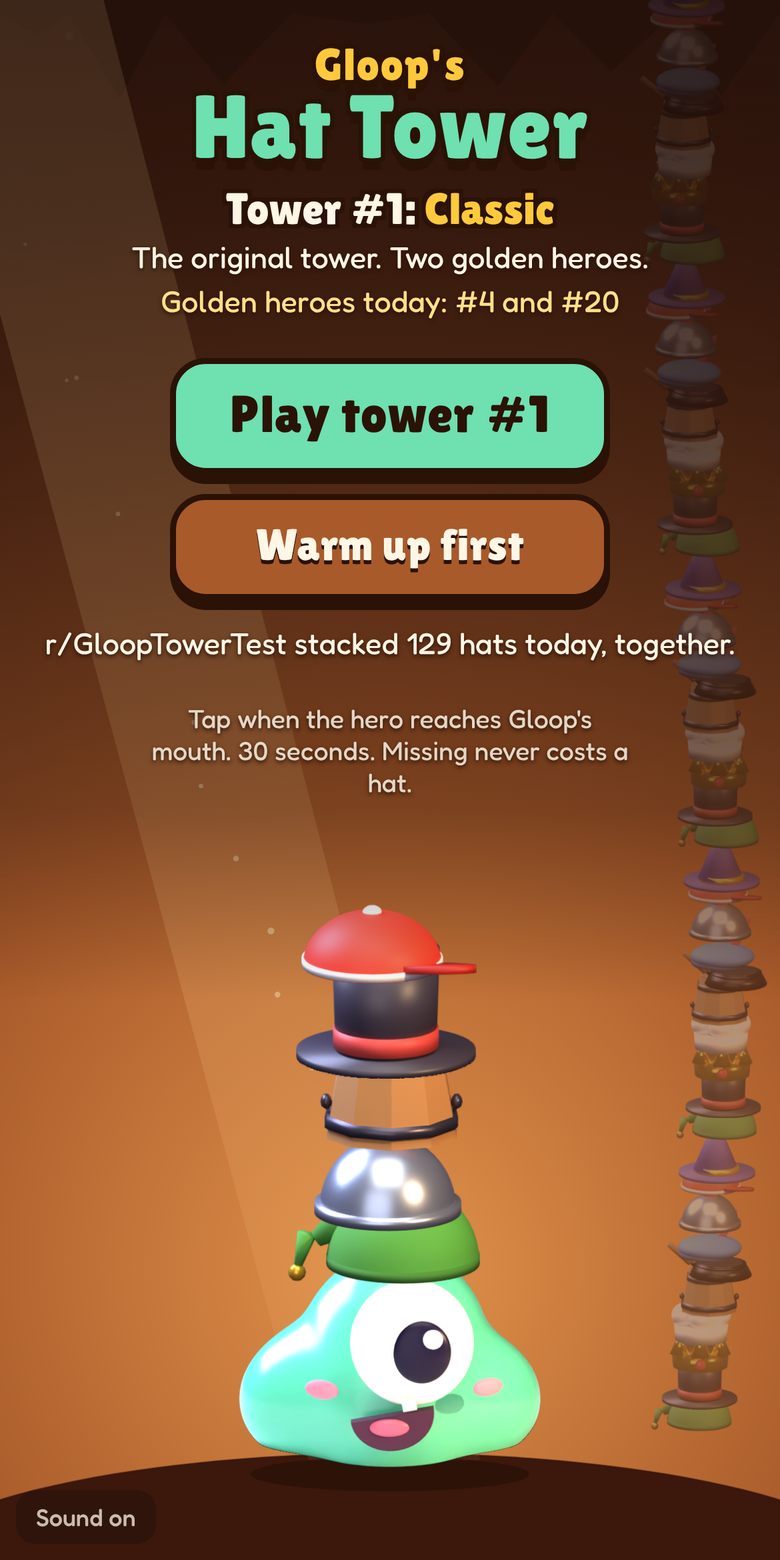 Gloop's
Hat Tower
Tower #1: Classic
The original tower. Two golden heroes.
Golden heroes today: #4 and #20
Play tower #1
Warm up first
r/GloopTowerTest stacked 129 hats today, together.
Tap when the hero reaches Gloop's
mouth. 30 seconds. Missing never costs a
hat.
Sound on